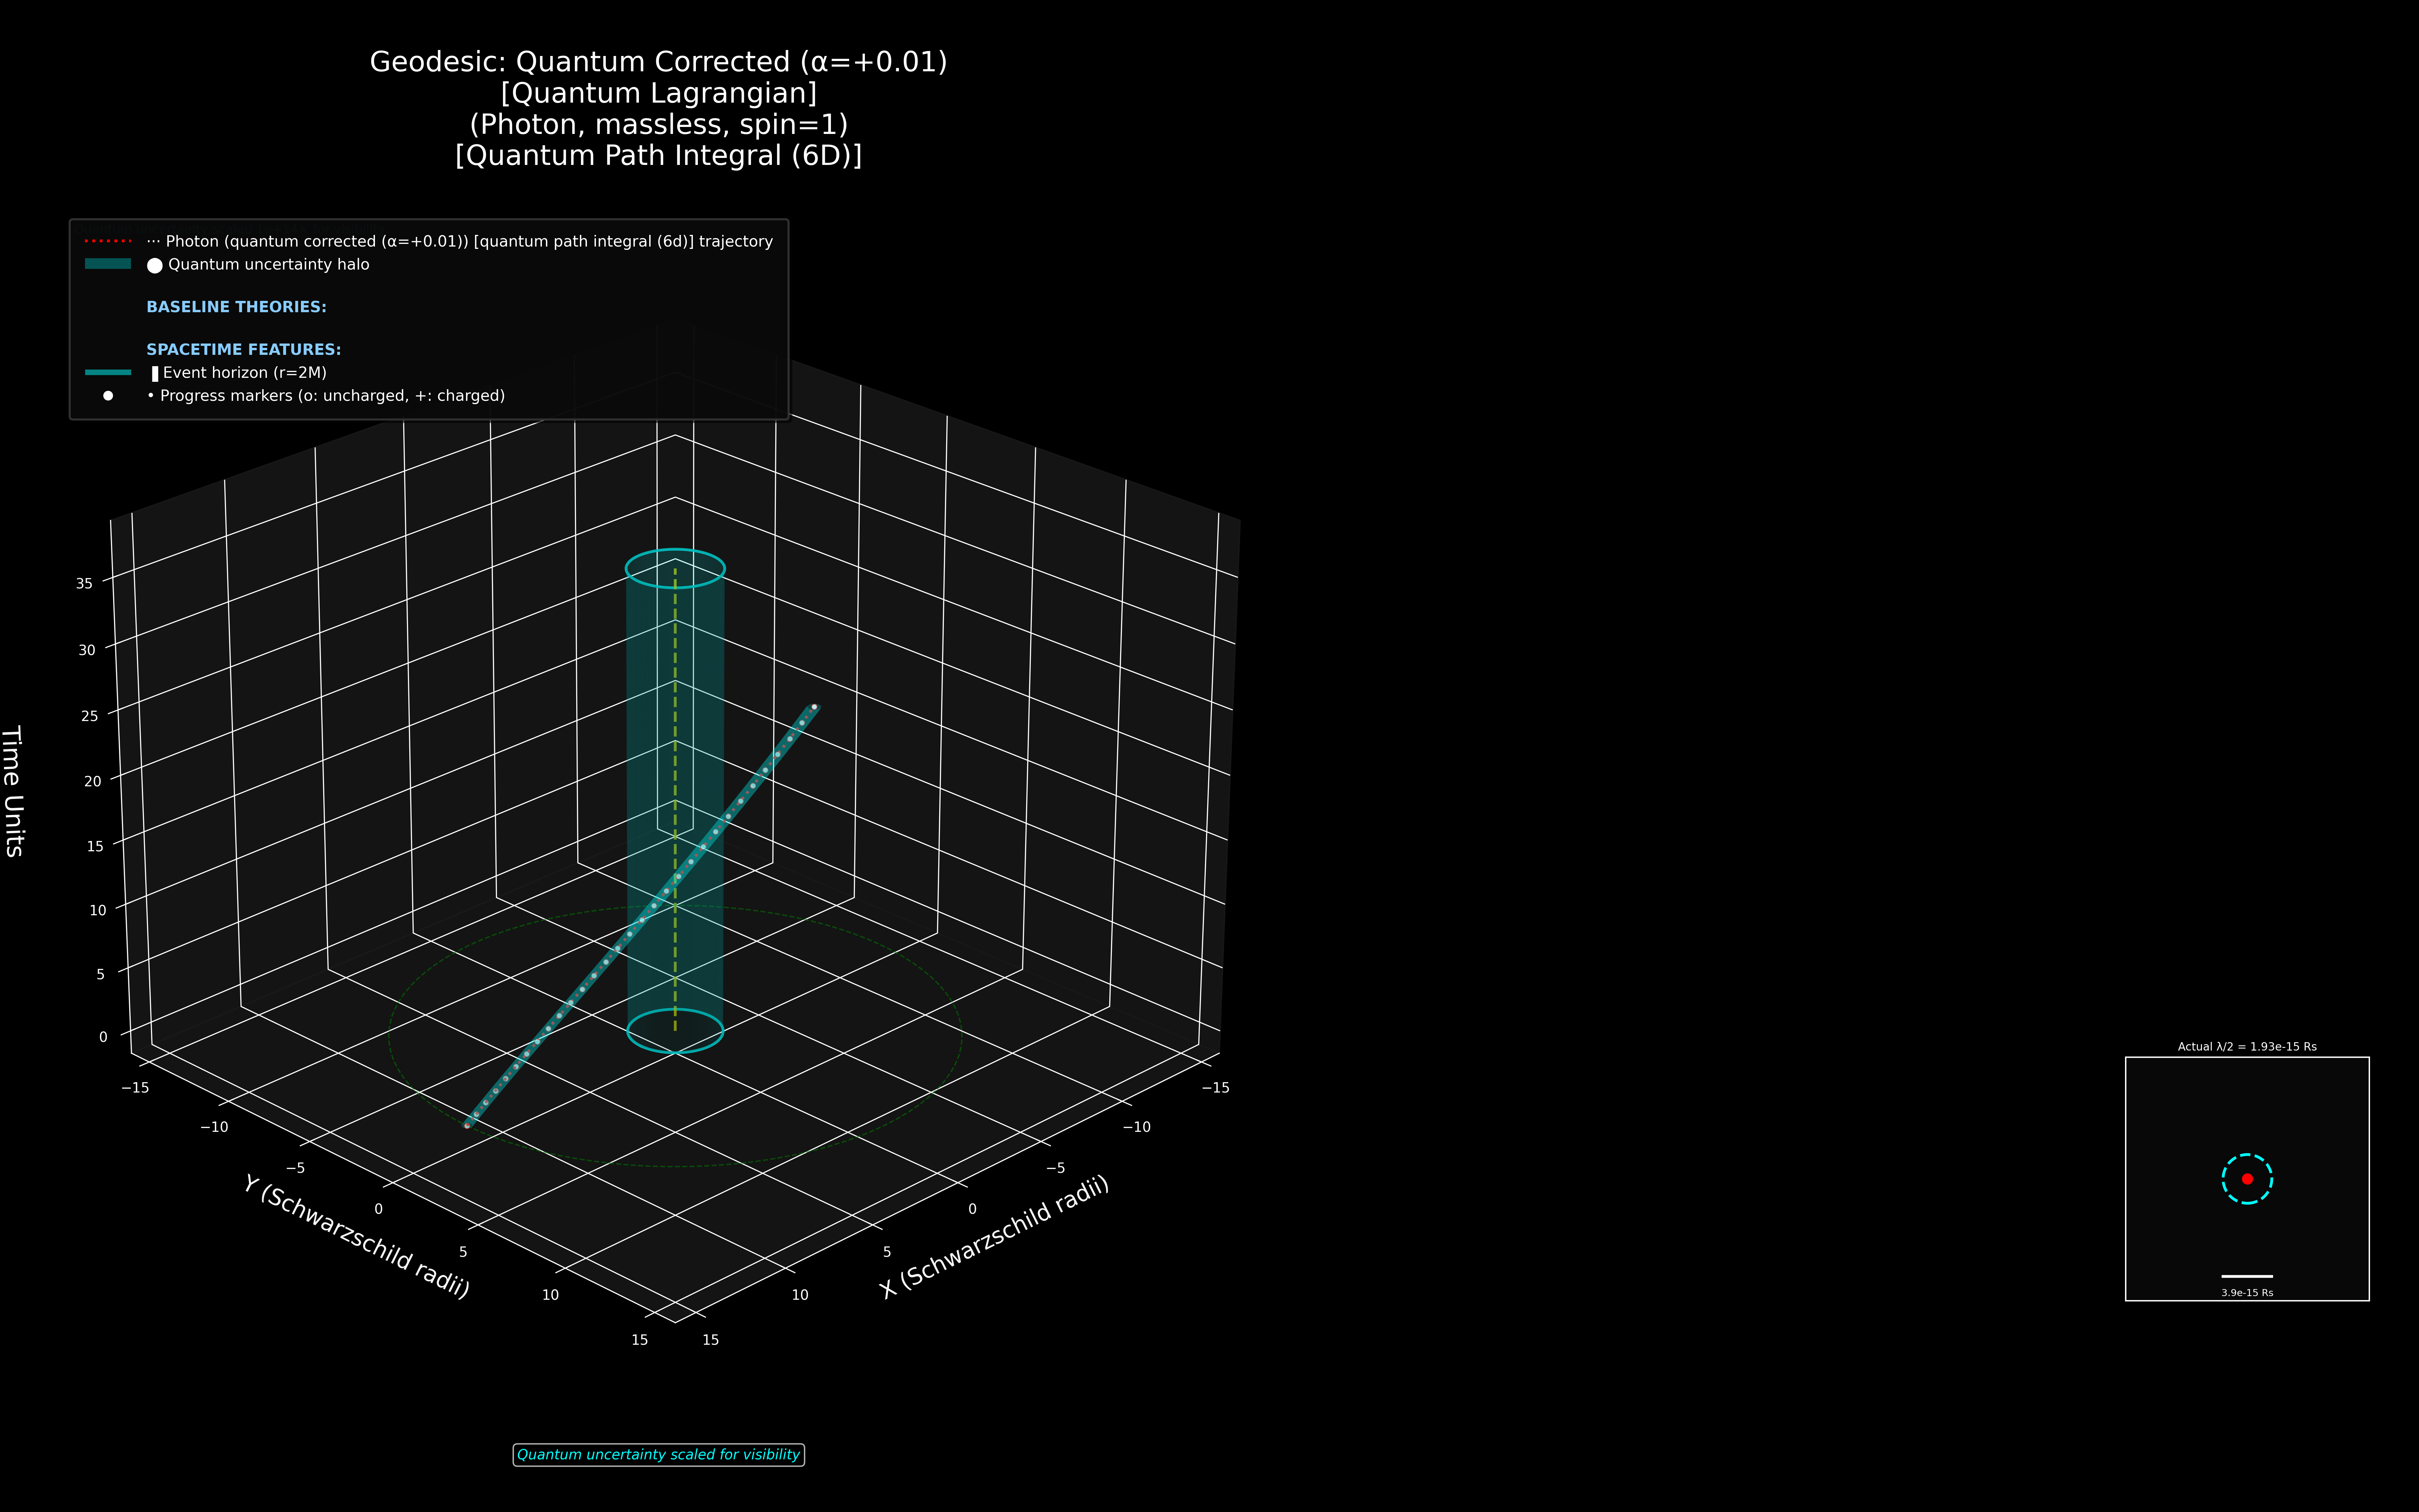 Geodesic: Quantum Corrected (α=+0.01)
[Quantum Lagrangian]
(Photon, massless, spin=1)
[Quantum Path Integral (6D)]
··· Photon (quantum corrected (α=+0.01)) [quantum path integral (6d)] trajectory
● Quantum uncertainty halo
BASELINE THEORIES:
SPACETIME FEATURES:
▌Event horizon (r=2M)
• Progress markers (o: uncharged, +: charged)
Time Units
35
30
25
20
15
10
5
0
−15
−10
−5
0
5
10
15
Y (Schwarzschild radii)
−15
−10
−5
0
5
10
15
X (Schwarzschild radii)
Actual λ/2 = 1.93e-15 Rs
3.9e-15 Rs
Quantum uncertainty scaled for visibility